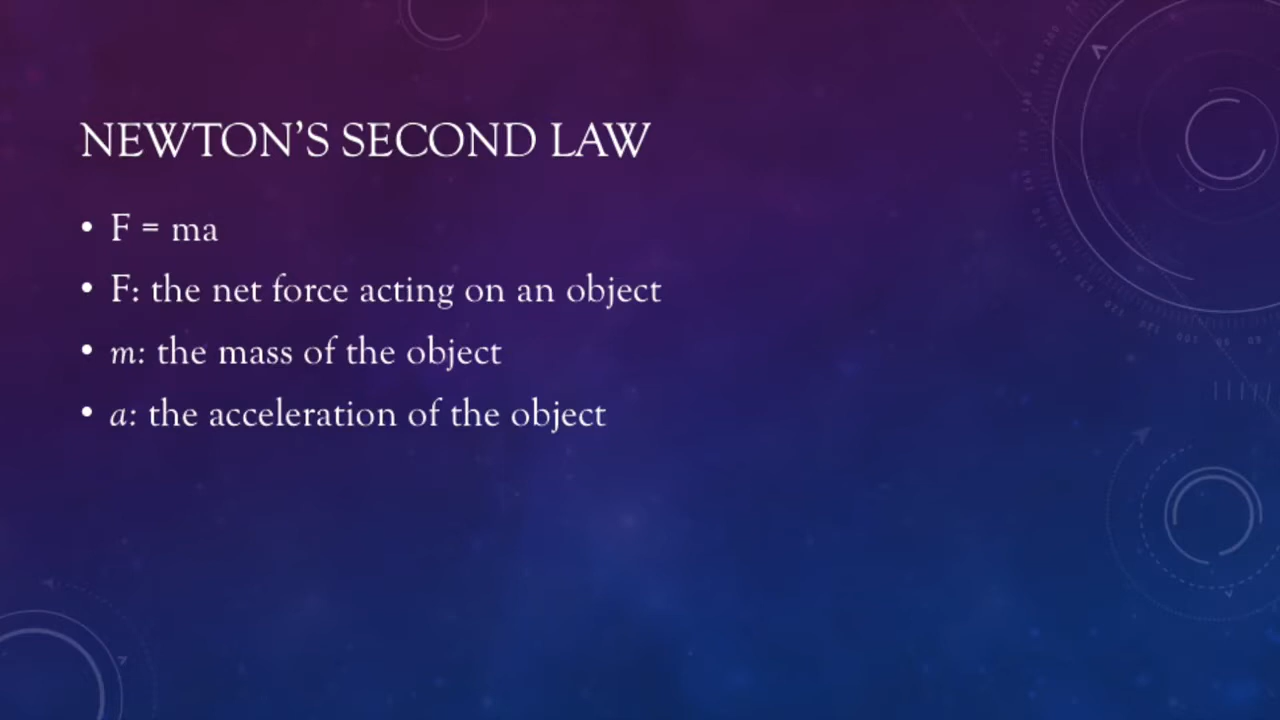 NEWTON’S SECOND LAW
• F = ma
• F: the net force acting on an object
• m: the mass of the object
• a: the acceleration of the object